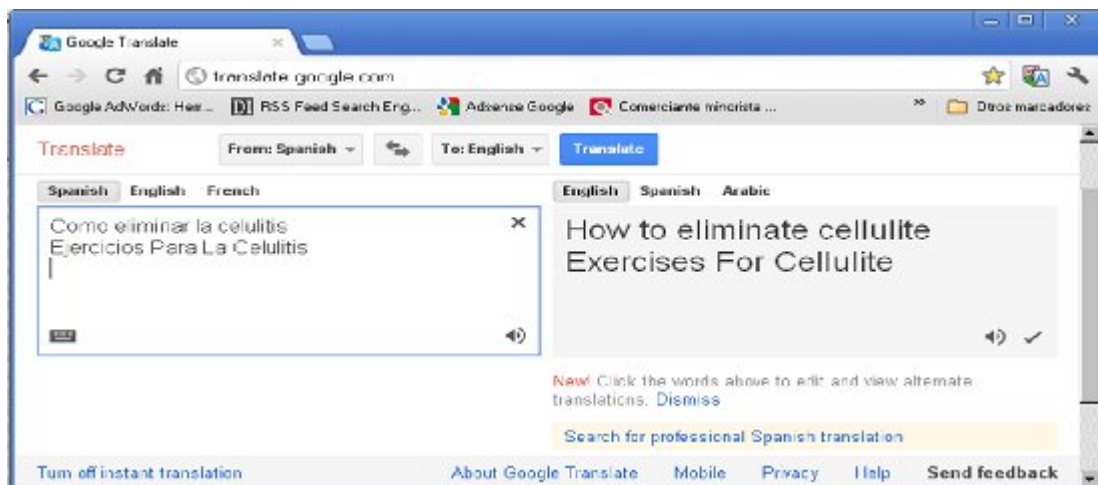 Google Translate
translate.google.com
Google AdWords: Herr... RSS Feed Search Eng... Adsense Google Comerciante minorista ... » Otros marcadores
Translate From: Spanish To: English Translate
Spanish English French English Spanish Arabic
Como eliminar la celulitis
Ejercicios Para La Celulitis
How to eliminate cellulite
Exercises For Cellulite
New! Click the words above to edit and view alternate
translations. Dismiss
Search for professional Spanish translation
Turn off instant translation About Google Translate Mobile Privacy Help Send feedback